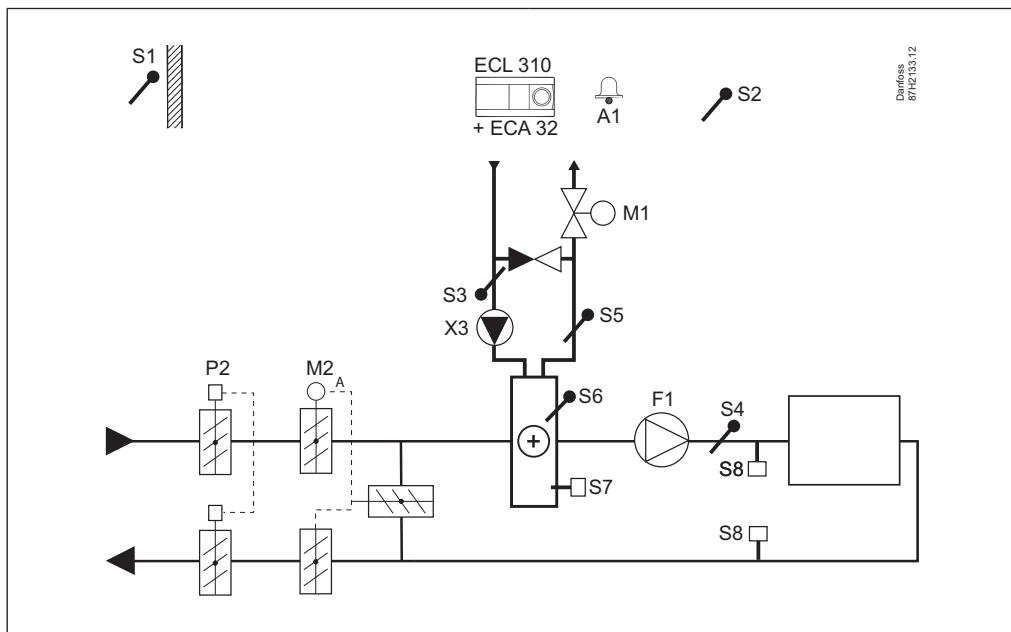 S1
ECL 310
+ ECA 32
A1
S2
Danfoss
87H2133.12
M1
S3
X3
S5
P2
M2
A
S6
F1
S4
S8
S7
S8